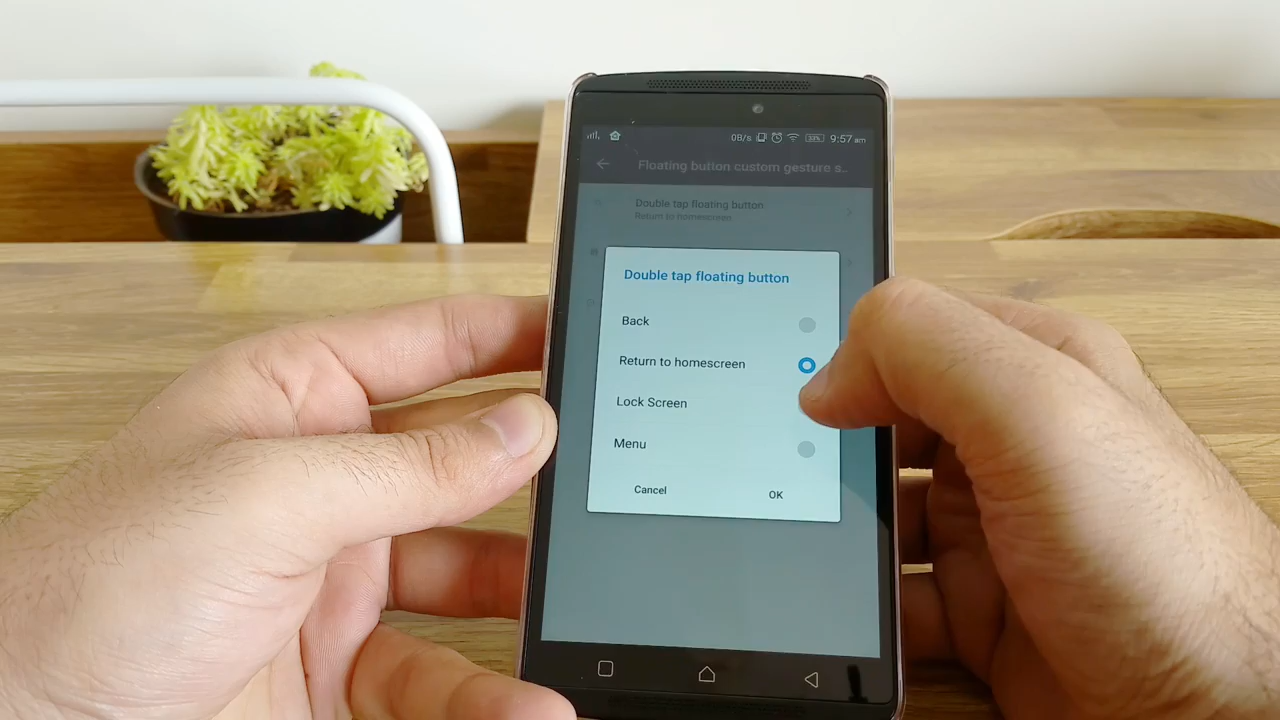 0B/s 33% 9:57 am
Floating button custom gesture s..
Double tap floating button
Return to homescreen
Double tap floating button
Back
Return to homescreen
Lock Screen
Menu
Cancel OK